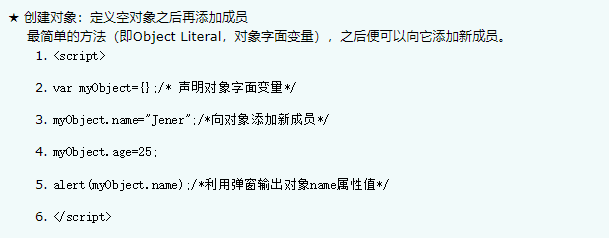 ★ 创建对象：定义空对象之后再添加成员
最简单的方法（即Object Literal，对象字面变量），之后便可以向它添加新成员。
1. <script>
2. var myObject={};/* 声明对象字面变量*/
3. myObject.name="Jener";/*向对象添加新成员*/
4. myObject.age=25;
5. alert(myObject.name);/*利用弹窗输出对象name属性值*/
6. </script>